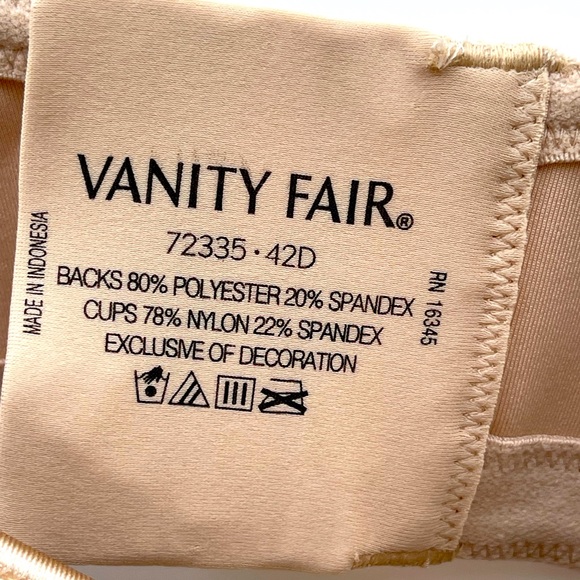 VANITY FAIR®
72335 · 42D
BACKS 80% POLYESTER 20% SPANDEX
CUPS 78% NYLON 22% SPANDEX
EXCLUSIVE OF DECORATION
MADE IN INDONESIA
RN 16345